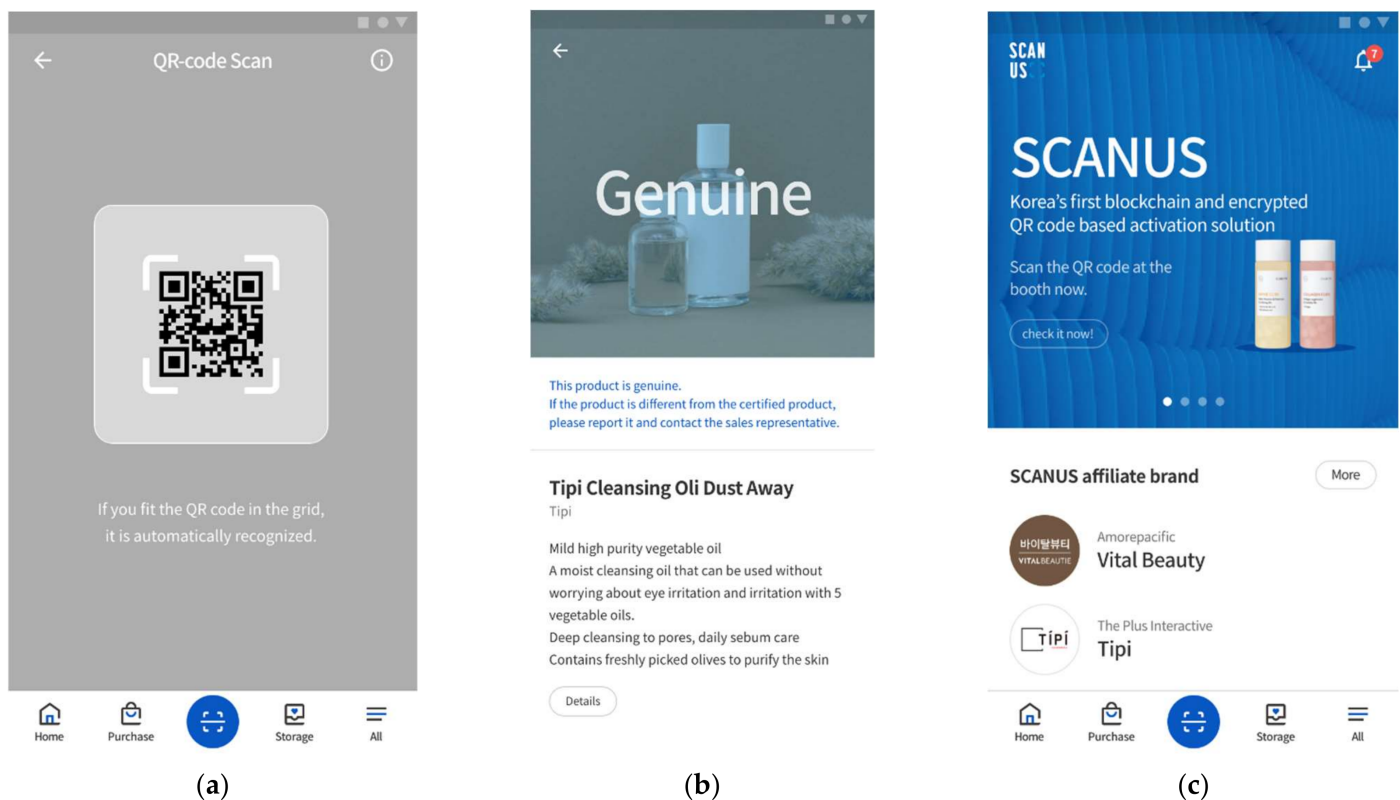 QR-code Scan
If you fit the QR code in the grid,
it is automatically recognized.
Home
Purchase
Storage
All
(a)
Genuine
This product is genuine.
If the product is different from the certified product,
please report it and contact the sales representative.
Tipi Cleansing Oli Dust Away
Tipi
Mild high purity vegetable oil
A moist cleansing oil that can be used without
worrying about eye irritation and irritation with 5
vegetable oils.
Deep cleansing to pores, daily sebum care
Contains freshly picked olives to purify the skin
Details
(b)
SCAN
US
7
SCANUS
Korea's first blockchain and encrypted
QR code based activation solution
Scan the QR code at the
booth now.
check it now!
SCANUS affiliate brand
More
바이탈뷰티
VITALBEAUTIE
Amorepacific
Vital Beauty
TÍPÍ
The Plus Interactive
Tipi
Home
Purchase
Storage
All
(c)